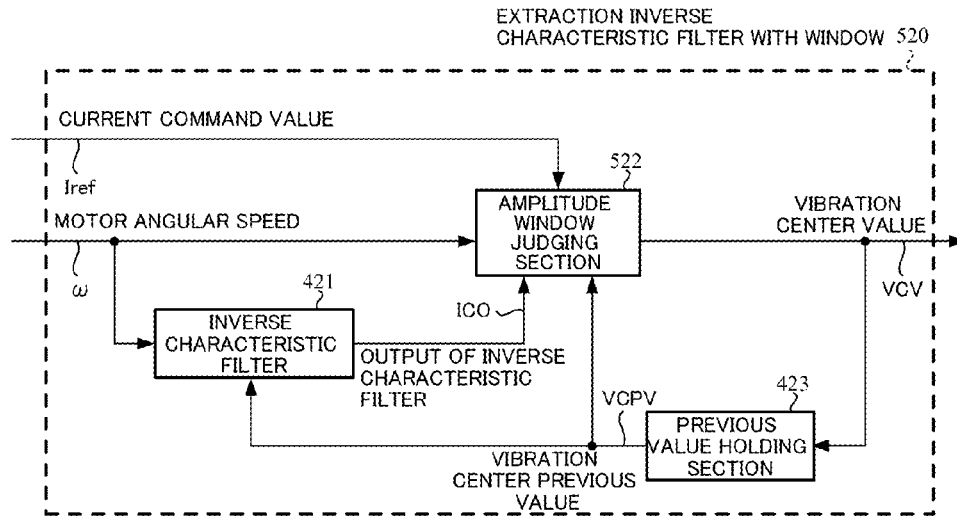 EXTRACTION INVERSE
CHARACTERISTIC FILTER WITH WINDOW 520
CURRENT COMMAND VALUE
Iref
522
MOTOR ANGULAR SPEED
ω
AMPLITUDE
WINDOW
JUDGING
SECTION
VIBRATION
CENTER VALUE
VCV
421
INVERSE
CHARACTERISTIC
FILTER
ICO
OUTPUT OF INVERSE
CHARACTERISTIC
FILTER
VCPV
423
PREVIOUS
VALUE HOLDING
SECTION
VIBRATION
CENTER PREVIOUS
VALUE